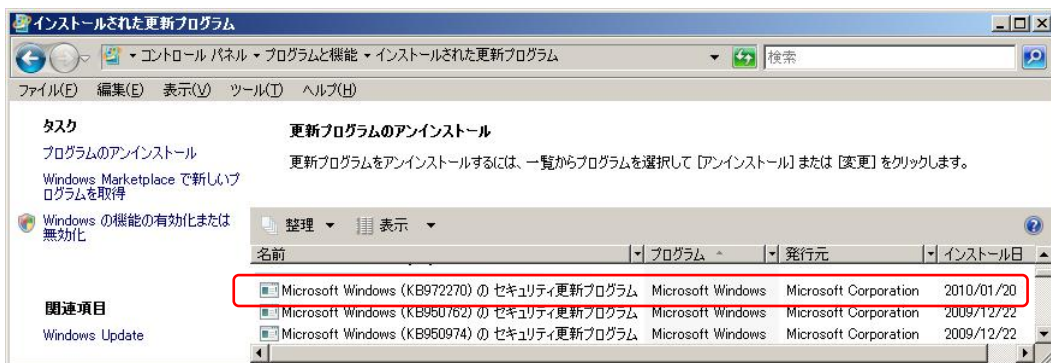 インストールされた更新プログラム
コントロール パネル プログラムと機能 インストールされた更新プログラム
検索
ファイル(F) 編集(E) 表示(V) ツール(T) ヘルプ(H)
タスク
プログラムのアンインストール
Windows Marketplace で新しいプ
ログラムを取得
Windows の機能の有効化または
無効化
関連項目
Windows Update
更新プログラムのアンインストール
更新プログラムをアンインストールするには、一覧からプログラムを選択して [アンインストール] または [変更] をクリックします。
整理 表示
名前 プログラム 発行元 インストール日
Microsoft Windows (KB972270) の セキュリティ更新プログラム Microsoft Windows Microsoft Corporation 2010/01/20
Microsoft Windows (KB950762) の セキュリティ更新プログラム Microsoft Windows Microsoft Corporation 2009/12/22
Microsoft Windows (KB950974) の セキュリティ更新プログラム Microsoft Windows Microsoft Corporation 2009/12/22